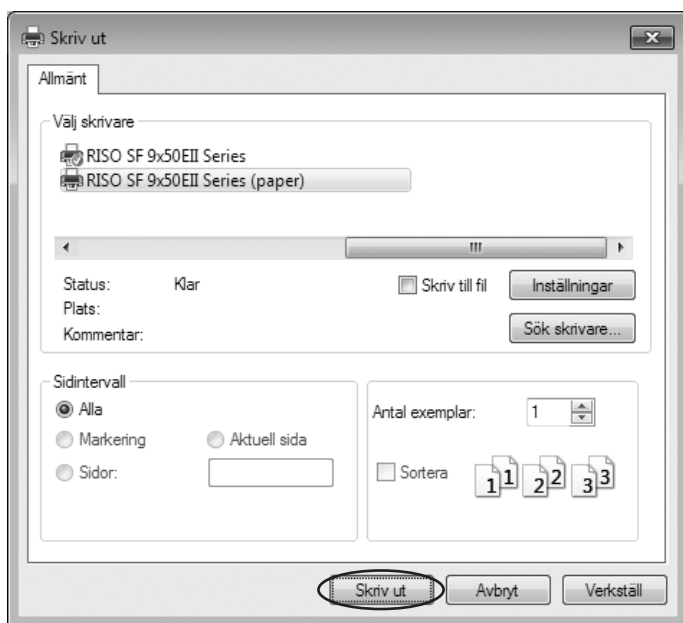 Skriv ut
Allmänt
Välj skrivare
RISO SF 9x50EII Series
RISO SF 9x50EII Series (paper)
Status: Klar
Skriv till fil
Inställningar
Plats:
Kommentar:
Sök skrivare...
Sidintervall
Alla
Markering
Aktuell sida
Sidor:
Antal exemplar: 1
Sortera
1 1 2 2 3 3
Skriv ut
Avbryt
Verkställ